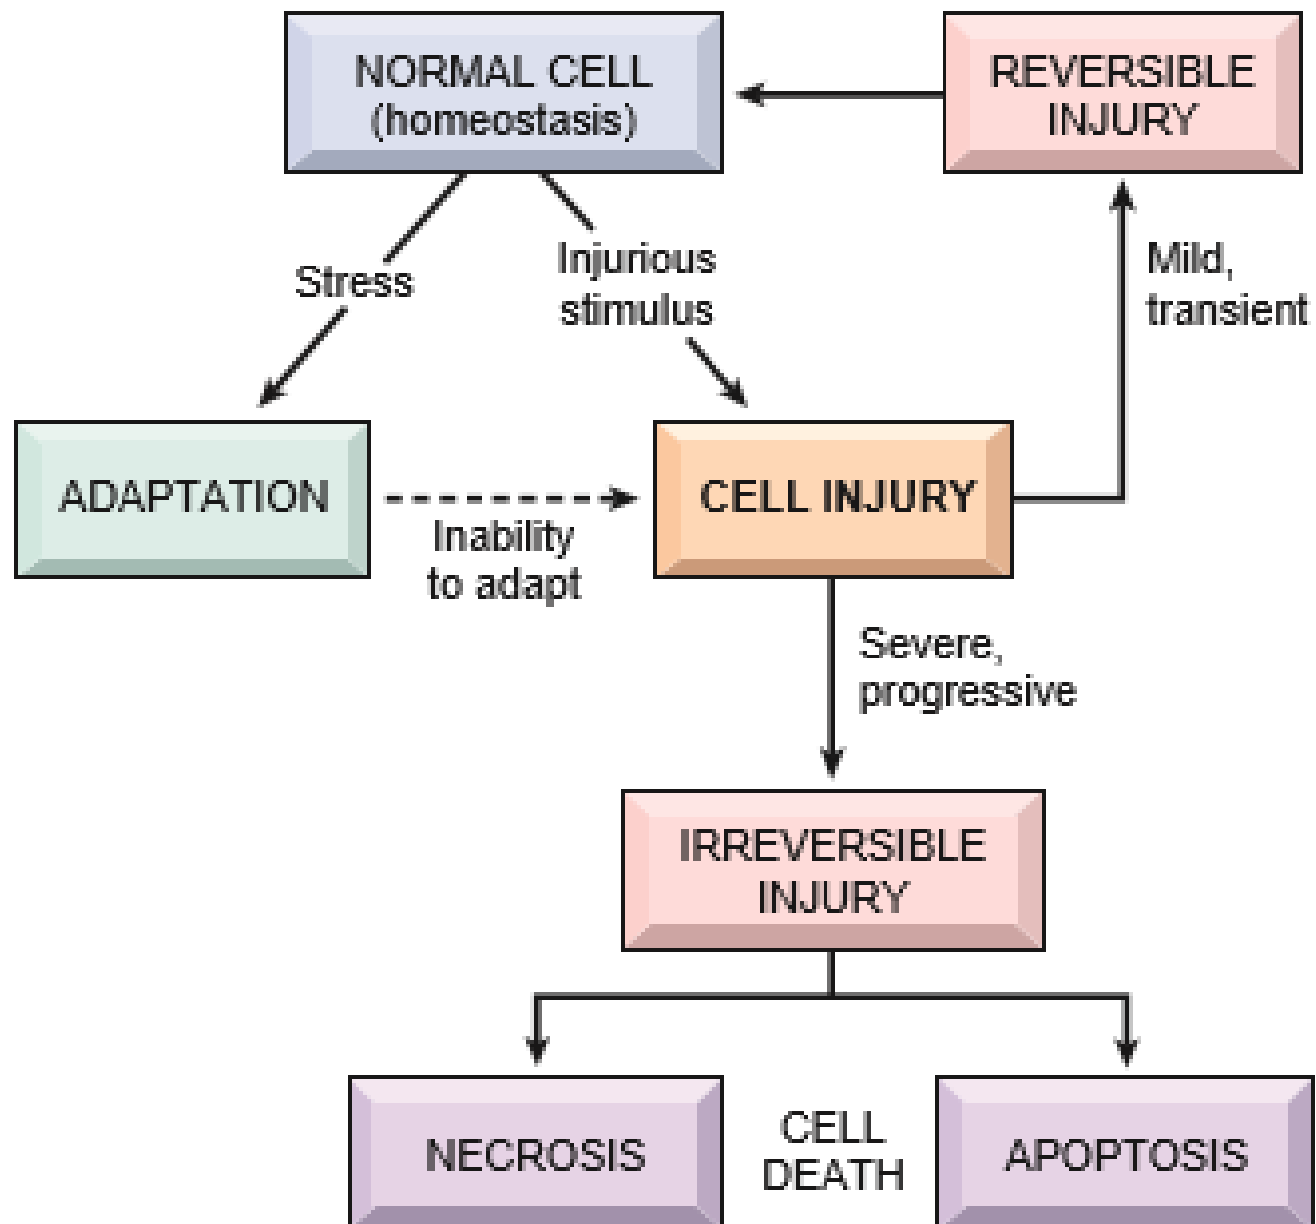 NORMAL CELL
(homeostasis)
REVERSIBLE
INJURY
Stress
Injurious
stimulus
Mild,
transient
ADAPTATION
Inability
to adapt
CELL INJURY
Severe,
progressive
IRREVERSIBLE
INJURY
NECROSIS
CELL
DEATH
APOPTOSIS